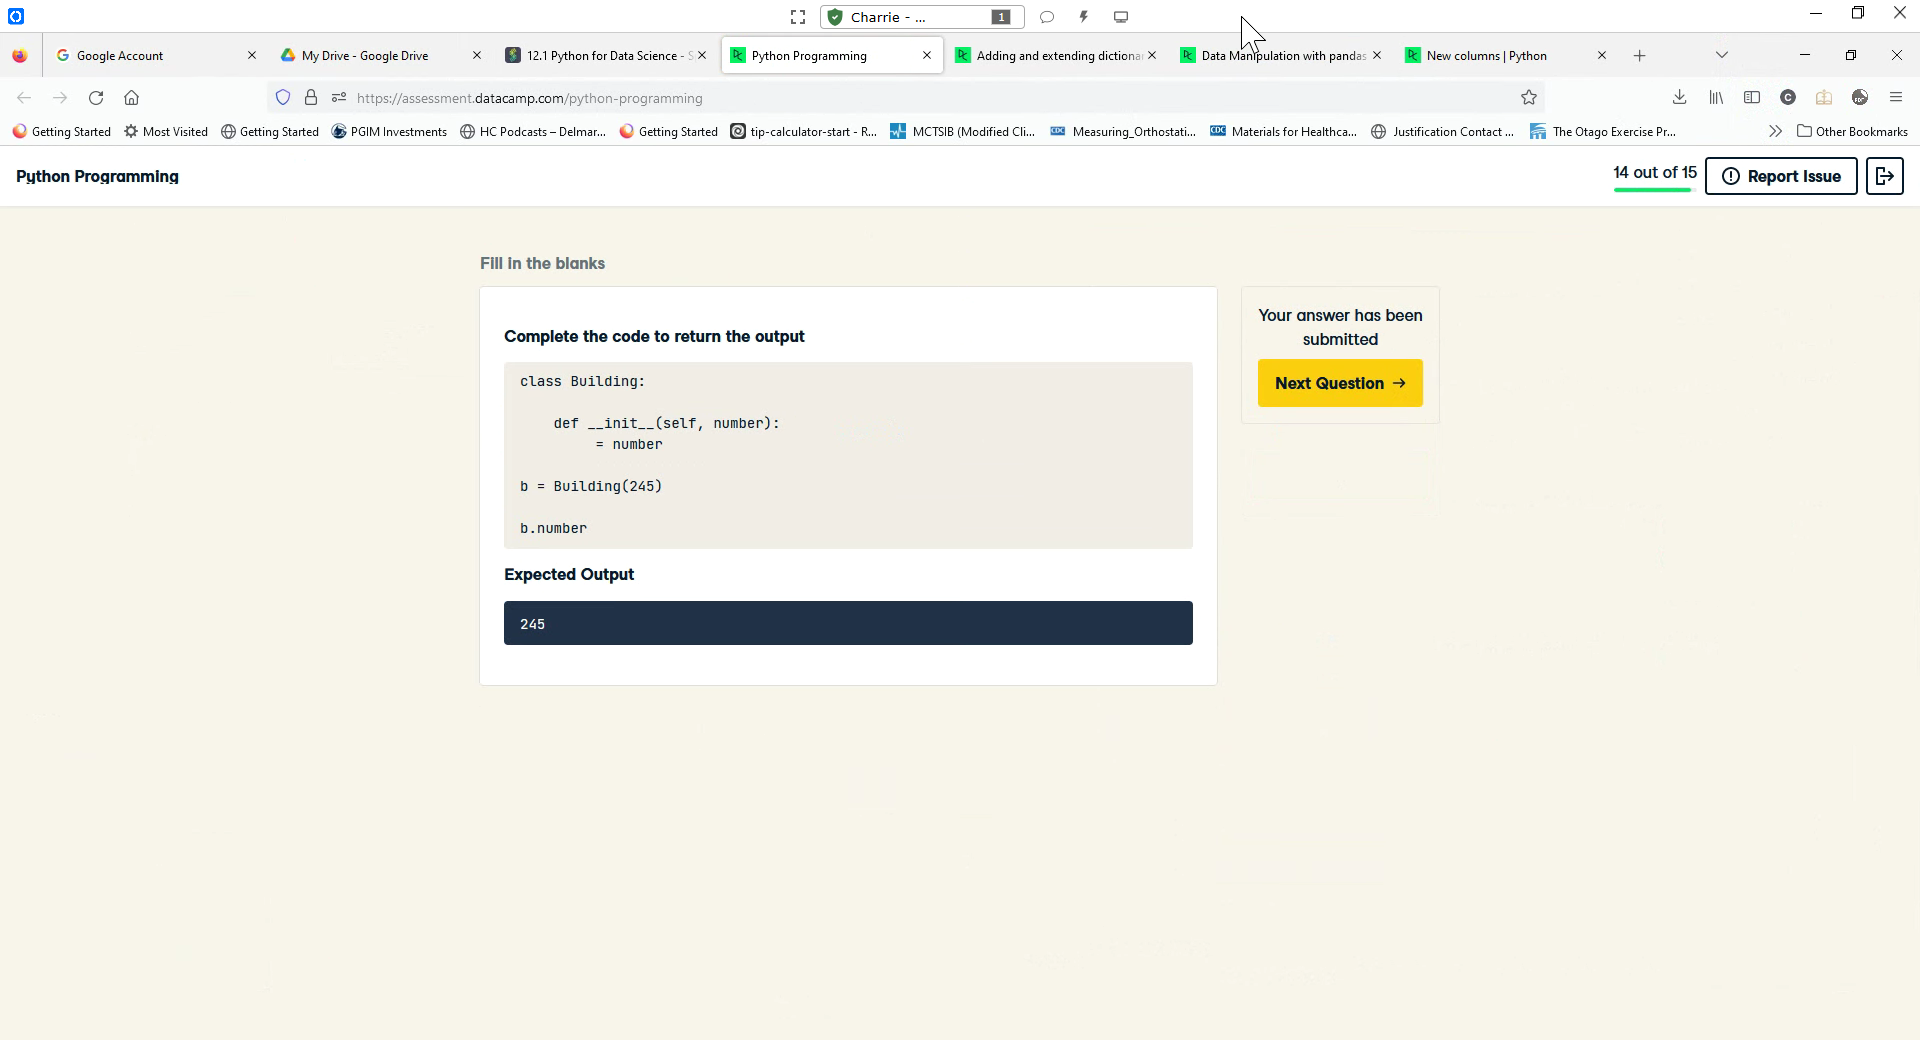 Charrie - ...
1
Google Account
My Drive - Google Drive
12.1 Python for Data Science - S
Python Programming
Adding and extending dictionar
Data Manipulation with pandas
New columns | Python
https://assessment.datacamp.com/python-programming
Getting Started
Most Visited
Getting Started
PGIM Investments
HC Podcasts – Delmar...
Getting Started
tip-calculator-start - R...
MCTSIB (Modified Cli...
Measuring_Orthostati...
Materials for Healthca...
Justification Contact ...
The Otago Exercise Pr...
Other Bookmarks
Python Programming
14 out of 15
Report Issue
Fill in the blanks
Complete the code to return the output
class Building:
def __init__(self, number):
= number
b = Building(245)
b.number
Expected Output
245
Your answer has been
submitted
Next Question →